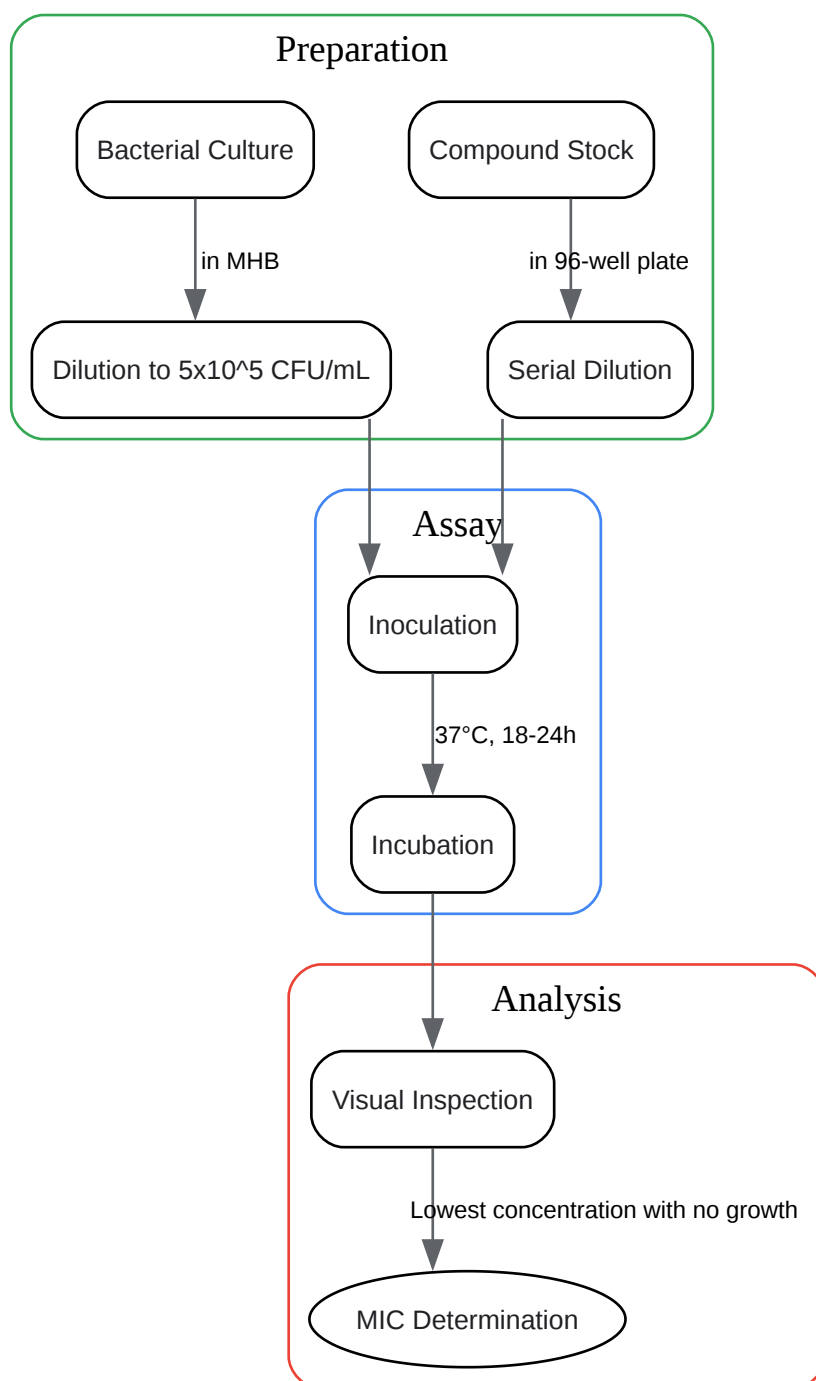 Preparation
Bacterial Culture
Compound Stock
in MHB
in 96-well plate
Dilution to 5x10^5 CFU/mL
Serial Dilution
Assay
Inoculation
37°C, 18-24h
Incubation
Analysis
Visual Inspection
Lowest concentration with no growth
MIC Determination